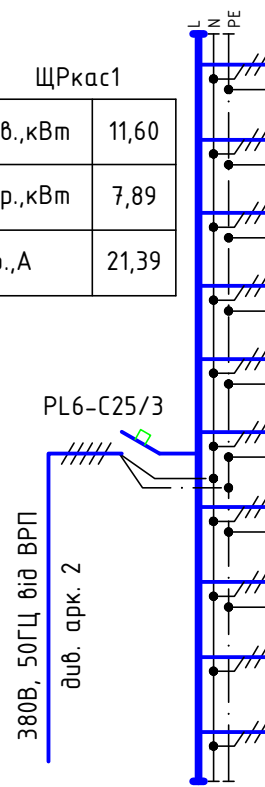 L N PE
ЩРкас1
в.,кВт 11,60
р.,кВт 7,89
.,А 21,39
PL6-C25/3
380В, 50ГЦ від ВРП
див. арк. 2